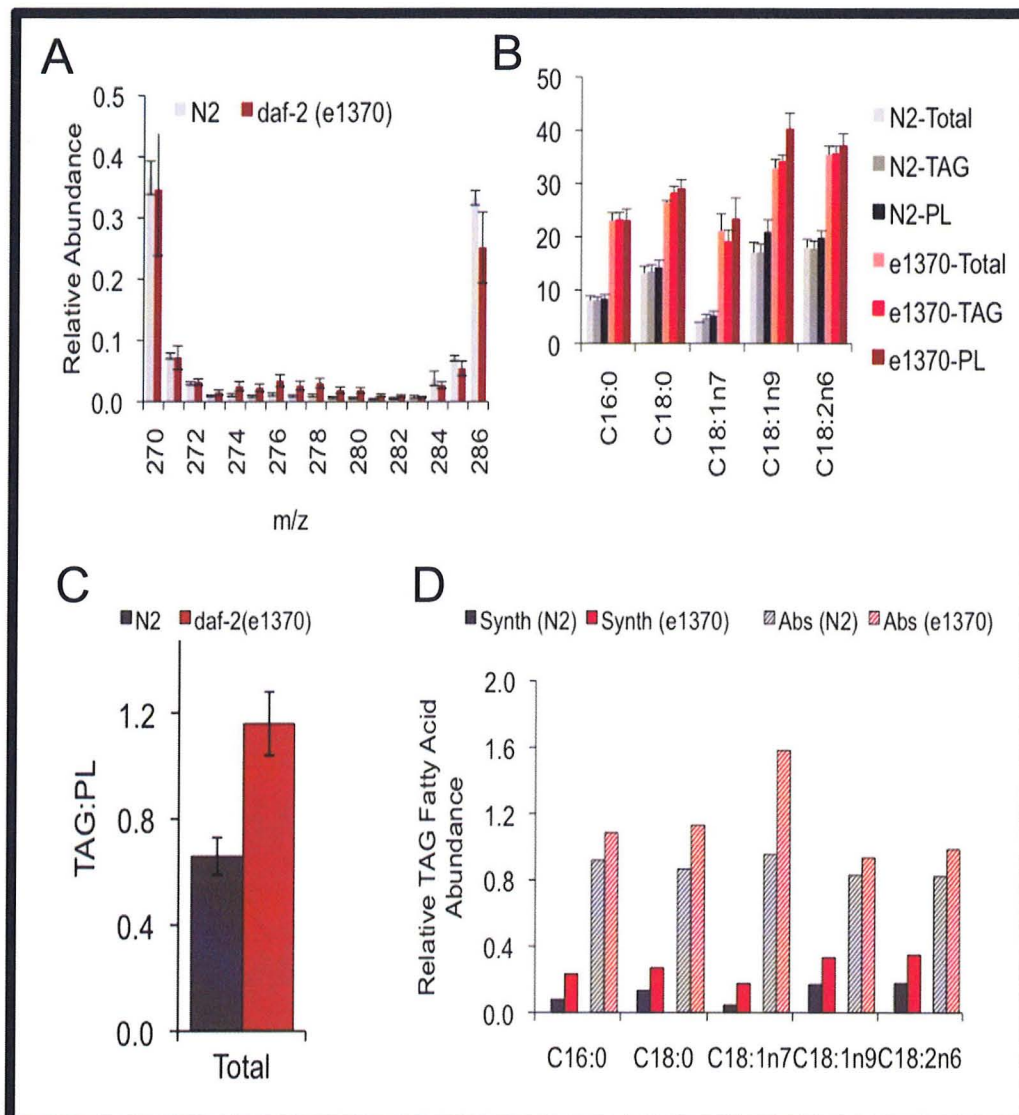 A
N2 daf-2 (e1370)
Relative Abundance
0.5
0.4
0.3
0.2
0.1
0.0
270 272 274 276 278 280 282 284 286
m/z
B
50
40
30
20
10
0
C16:0 C18:0 C18:1n7 C18:1n9 C18:2n6
N2-Total
N2-TAG
N2-PL
e1370-Total
e1370-TAG
e1370-PL
C
N2 daf-2(e1370)
TAG:PL
1.2
0.8
0.4
0.0
Total
D
Synth (N2) Synth (e1370) Abs (N2) Abs (e1370)
Relative TAG Fatty Acid
Abundance
2.0
1.6
1.2
0.8
0.4
0.0
C16:0 C18:0 C18:1n7 C18:1n9 C18:2n6